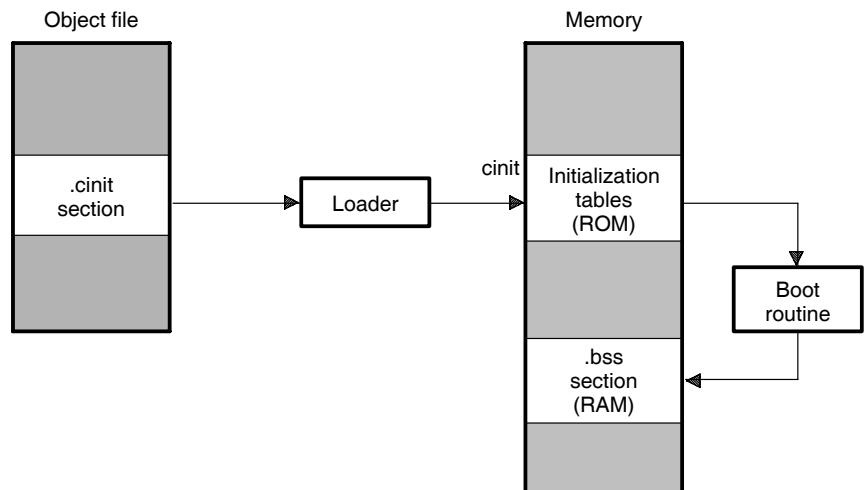 Object file
Memory
.cinit
section
Loader
cinit
Initialization
tables
(ROM)
Boot
routine
.bss
section
(RAM)